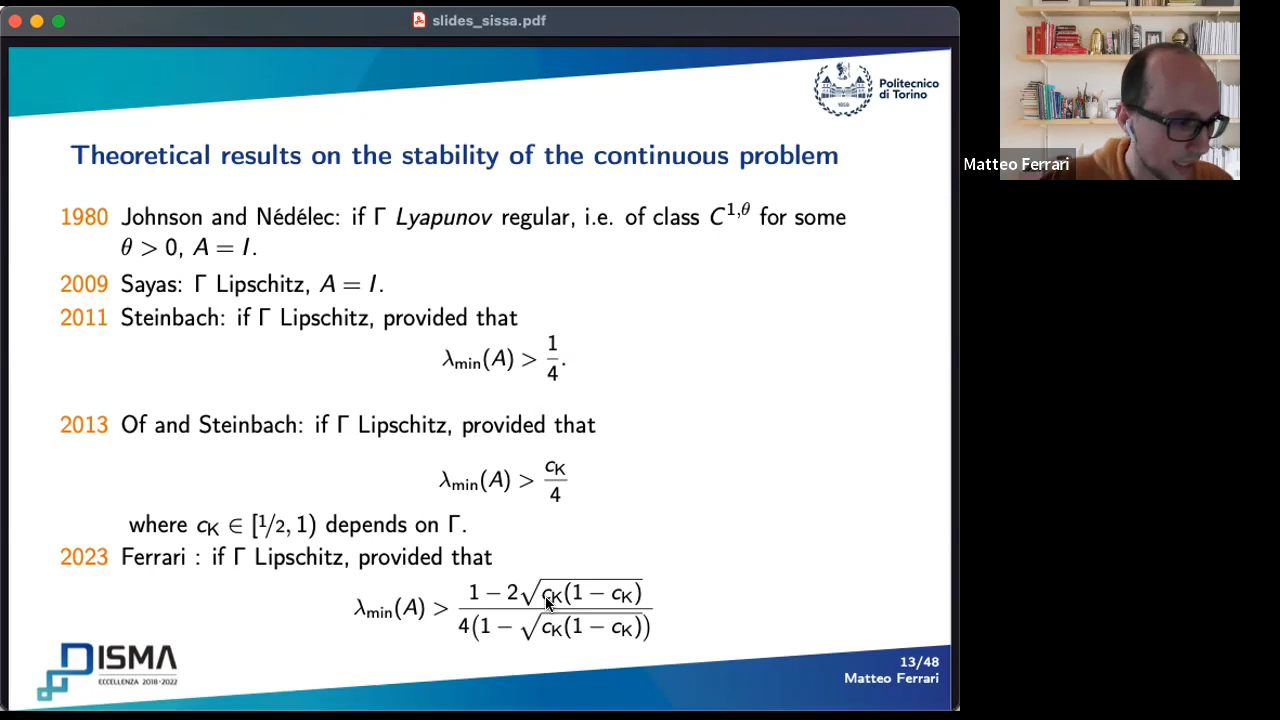 slides_sissa.pdf
Politecnico
di Torino
1859
Theoretical results on the stability of the continuous problem
1980 Johnson and Nédélec: if Γ Lyapunov regular, i.e. of class C^{1,θ} for some
θ > 0, A = I.
2009 Sayas: Γ Lipschitz, A = I.
2011 Steinbach: if Γ Lipschitz, provided that
λ_min(A) > 1/4.
2013 Of and Steinbach: if Γ Lipschitz, provided that
λ_min(A) > c_K/4
where c_K ∈ [1/2, 1) depends on Γ.
2023 Ferrari : if Γ Lipschitz, provided that
λ_min(A) > (1 − 2√(c_K(1 − c_K))) / (4(1 − √(c_K(1 − c_K))))
DISMA
ECCELLENZA 2018·2022
13/48
Matteo Ferrari
Matteo Ferrari